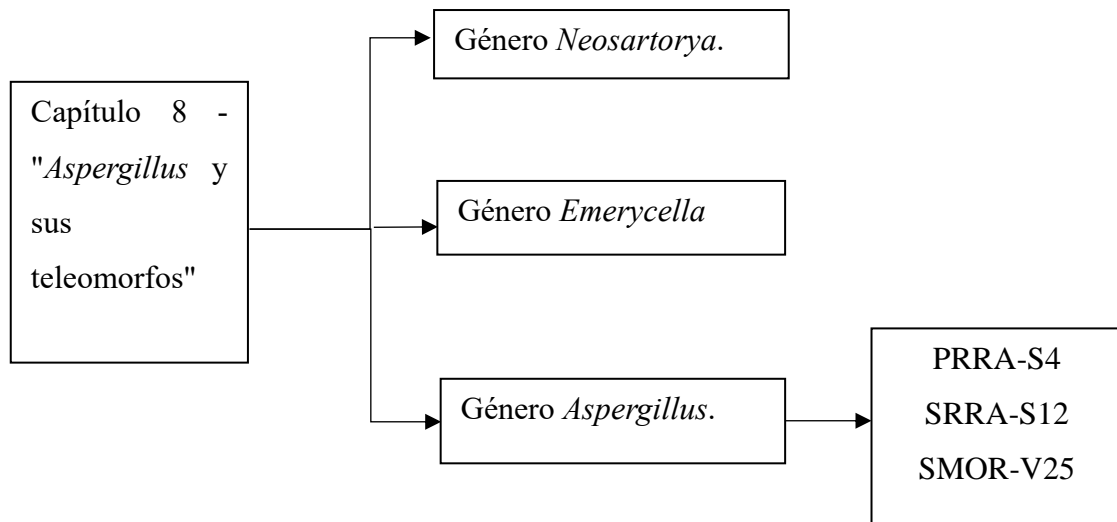 Género Neosartorya.
Capítulo 8 -
"Aspergillus y
sus
teleomorfos"
Género Emerycella
Género Aspergillus.
PRRA-S4
SRRA-S12
SMOR-V25